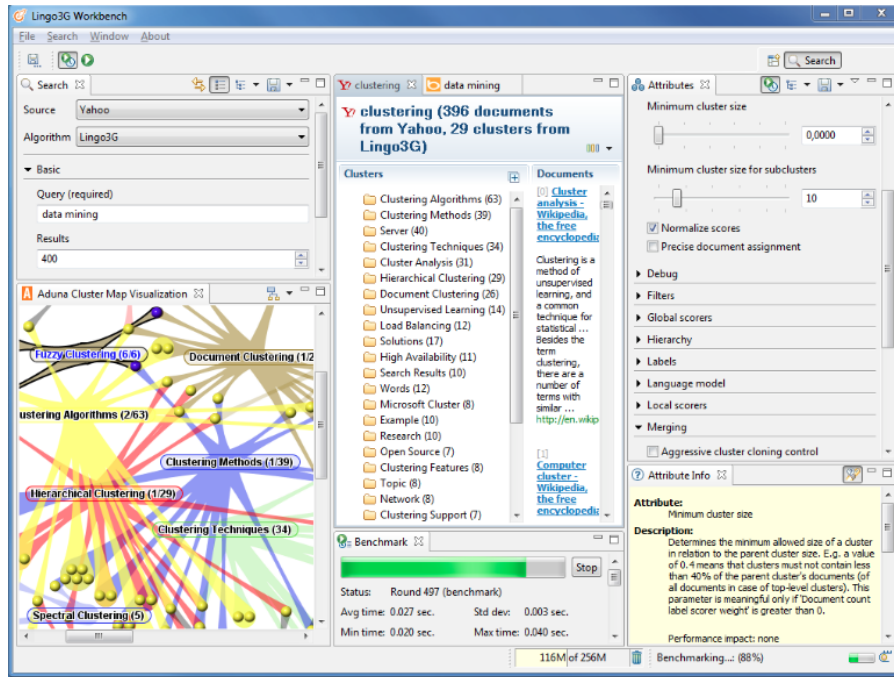 Lingo3G Workbench
File Search Window About
Search
Search
Source Yahoo
Algorithm Lingo3G
Basic
Query (required)
data mining
Results
400
Aduna Cluster Map Visualization
Fuzzy Clustering (6/6)
Document Clustering (1/2
ustering Algorithms (2/63)
Clustering Methods (1/39)
Hierarchical Clustering (1/29)
Clustering Techniques (34)
Spectral Clustering (5)
clustering data mining
clustering (396 documents
from Yahoo, 29 clusters from
Lingo3G)
Clusters
Clustering Algorithms (63)
Clustering Methods (39)
Server (40)
Clustering Techniques (34)
Cluster Analysis (31)
Hierarchical Clustering (29)
Document Clustering (26)
Unsupervised Learning (14)
Load Balancing (12)
Solutions (17)
High Availability (11)
Search Results (10)
Words (12)
Microsoft Cluster (8)
Example (10)
Research (10)
Open Source (7)
Clustering Features (8)
Topic (8)
Network (8)
Clustering Support (7)
Documents
[0] Cluster
analysis -
Wikipedia,
the free
encyclopedia
Clustering is a
method of
unsupervised
learning, and
a common
technique for
statistical ...
Besides the
term
clustering,
there are a
number of
terms with
similar ...
http://en.wikip
[1]
Computer
cluster -
Wikipedia,
the free
encyclopedia
Benchmark
Stop
Status: Round 497 (benchmark)
Avg time: 0.027 sec. Std dev: 0.003 sec.
Min time: 0.020 sec. Max time: 0.040 sec.
Attributes
Minimum cluster size
0,0000
Minimum cluster size for subclusters
10
Normalize scores
Precise document assignment
Debug
Filters
Global scorers
Hierarchy
Labels
Language model
Local scorers
Merging
Aggressive cluster cloning control
Attribute Info
Attribute:
Minimum cluster size
Description:
Determines the minimum allowed size of a cluster
in relation to the parent cluster size. E.g. a value
of 0.4 means that clusters must not contain less
than 40% of the parent cluster's documents (of
all documents in case of top-level clusters). This
parameter is meaningful only if 'Document count
label scorer weight' is greater than 0.
Performance impact: none
116M of 256M
Benchmarking...: (88%)